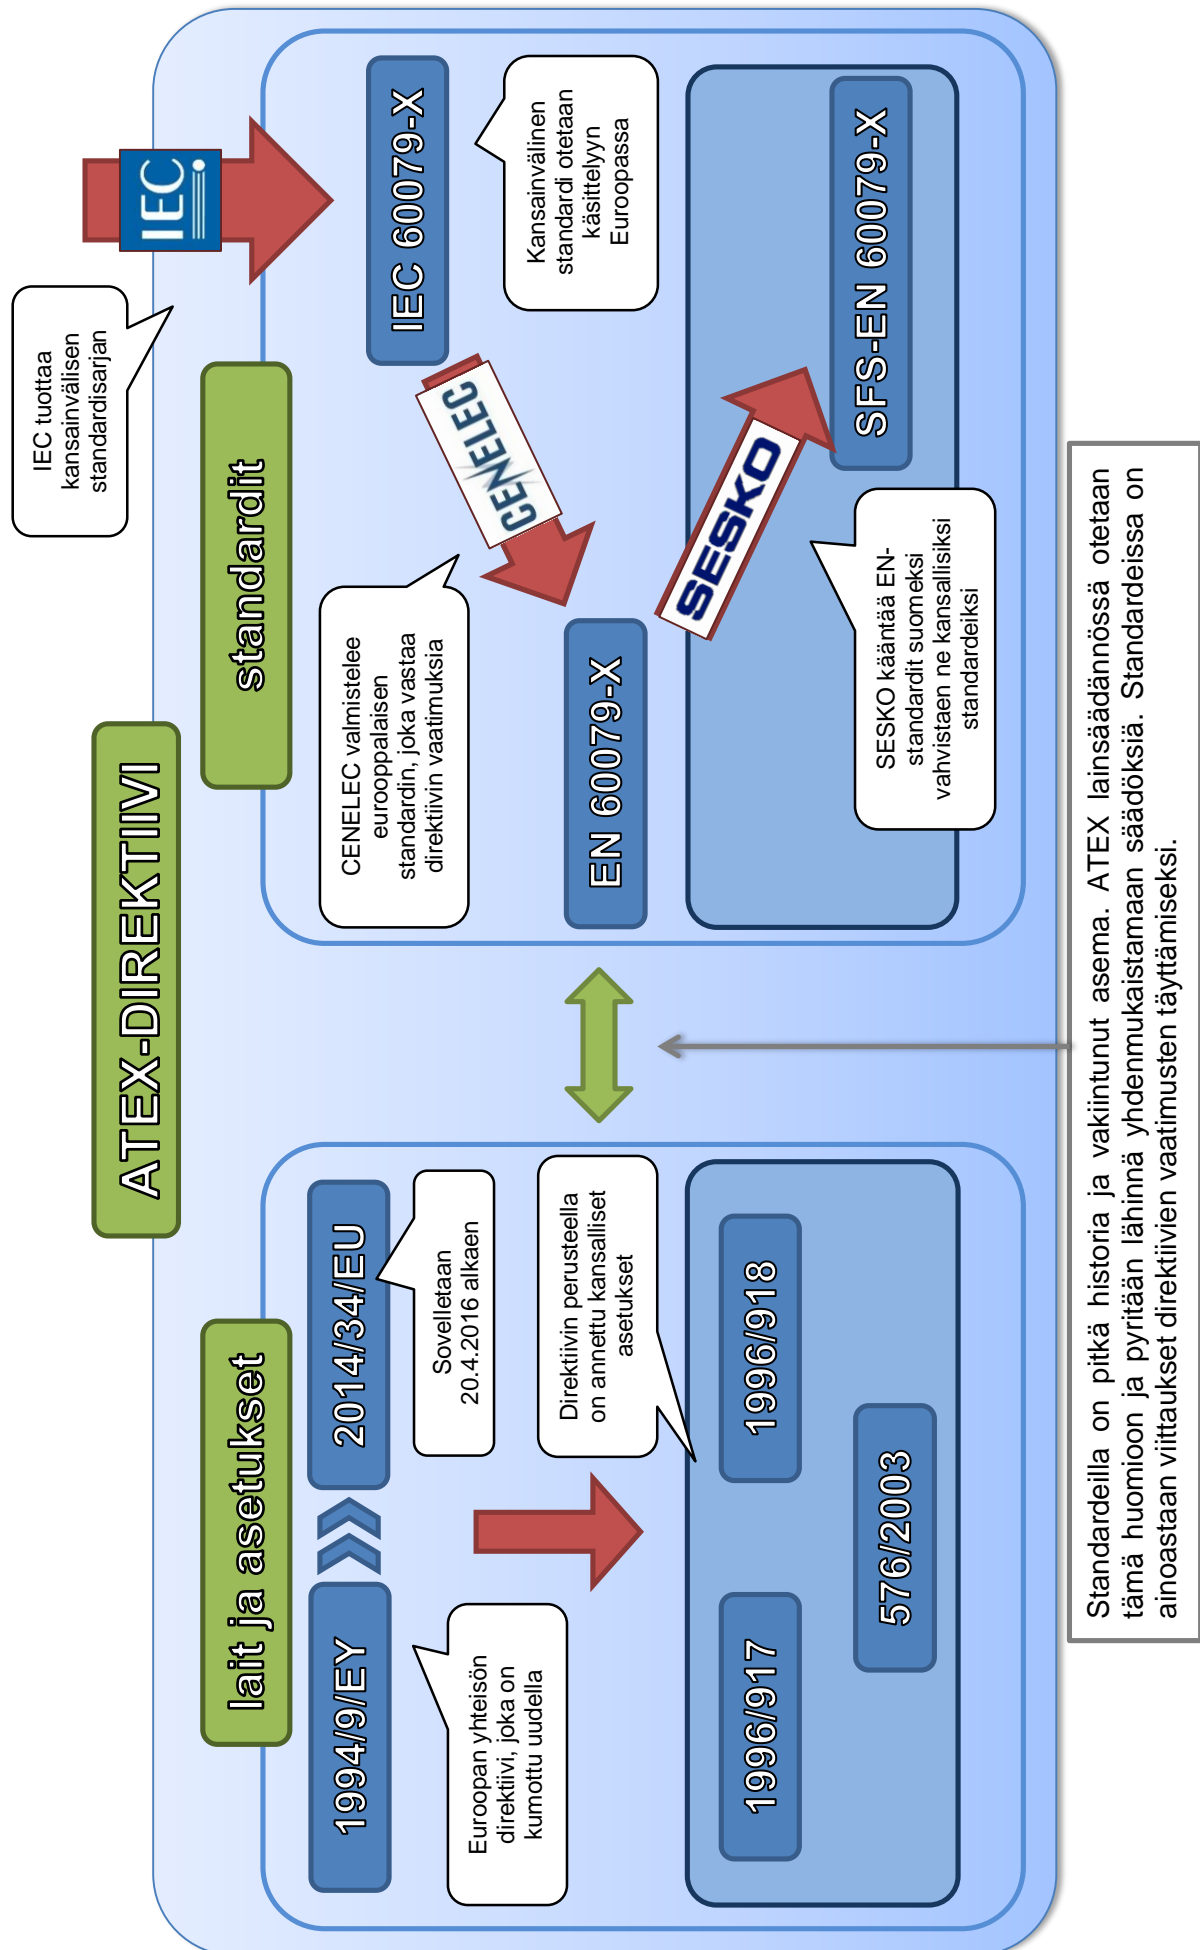 ATEX-DIREKTIIVI
lait ja asetukset
1994/9/EY
2014/34/EU
Euroopan yhteisön
direktiivi, joka on
kumottu uudella
Sovelletaan
20.4.2016 alkaen
Direktiivin perusteella
on annettu kansalliset
asetukset
1996/917
1996/918
576/2003
standardit
IEC tuottaa
kansainvälisen
standardisarjan
IEC
IEC 60079-X
Kansainvälinen
standardi otetaan
käsittelyyn
Euroopassa
CENELEC
CENELEC valmistelee
eurooppalaisen
standardin, joka vastaa
direktiivin vaatimuksia
EN 60079-X
SESKO
SESKO kääntää EN-
standardit suomeksi
vahvistaen ne kansallisiksi
standardeiksi
SFS-EN 60079-X
Standardeilla on pitkä historia ja vakiintunut asema. ATEX lainsäädännössä otetaan
tämä huomioon ja pyritään lähinnä yhdenmukaistamaan säädöksiä. Standardeissa on
ainoastaan viittaukset direktiivien vaatimusten täyttämiseksi.